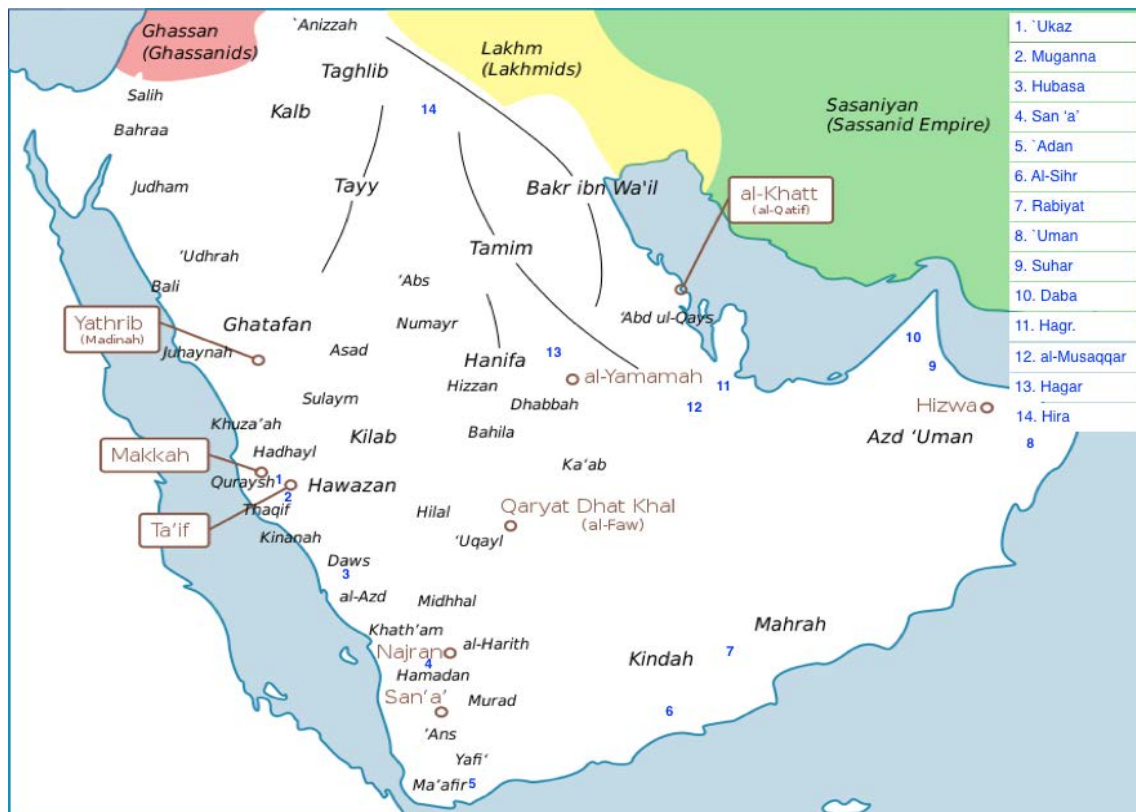 `Anizzah
Ghassan
(Ghassanids)
Lakhm
(Lakhmids)
Taghlib
Salih
Kalb
14
Sasaniyan
(Sassanid Empire)
Bahraa
Judham
Tayy
Bakr ibn Wa'il
al-Khatt
(al-Qatif)
Tamim
'Udhrah
Bali
'Abs
Yathrib
(Madinah)
Ghatafan
Numayr
'Abd ul-Qays
Juhaynah
Asad
Hanifa
13
10
9
al-Yamamah
11
Hizzan
Sulaym
Dhabbah
12
Hizwa
Khuza'ah
Kilab
Bahila
Azd 'Uman
8
Makkah
Hadhayl
Ka'ab
Quraysh
1
Hawazan
2
Thaqif
Ta'if
Hilal
Qaryat Dhat Khal
(al-Faw)
Kinanah
'Uqayl
Daws
3
al-Azd
Midhhal
Khath'am
al-Harith
Mahrah
Najran
4
Kindah
7
Hamadan
San'a'
Murad
6
'Ans
Yafi'
Ma'afir
5
1. `Ukaz
2. Muganna
3. Hubasa
4. San 'a'
5. `Adan
6. Al-Sihr
7. Rabiyat
8. `Uman
9. Suhar
10. Daba
11. Hagr.
12. al-Musaqqar
13. Hagar
14. Hira